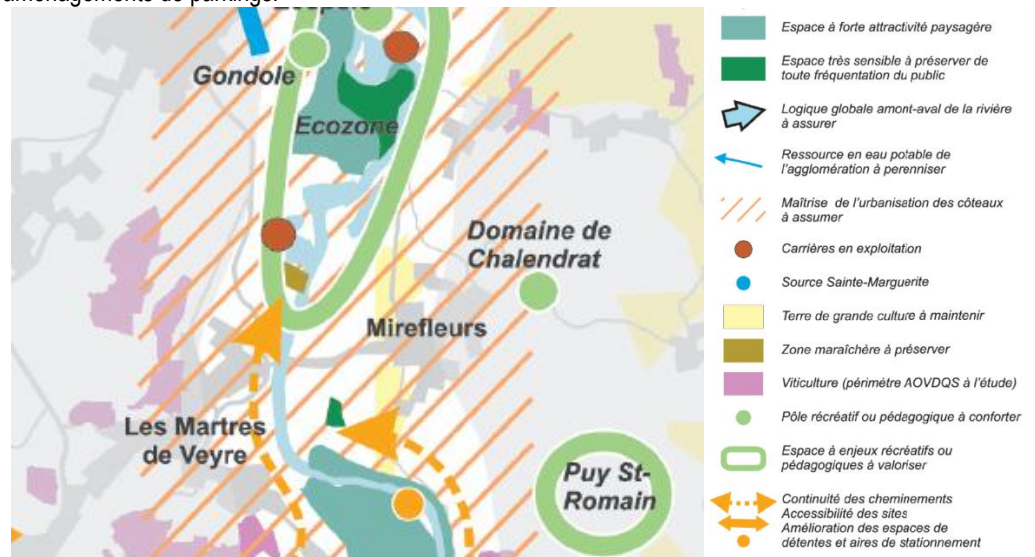 aménagements de parkings.
Ecopole
Gondole
Ecozone
Domaine de
Chalendrat
Mirefleurs
Les Martres
de Veyre
Puy St-
Romain
Espace à forte attractivité paysagère
Espace très sensible à préserver de
toute fréquentation du public
Logique globale amont-aval de la rivière
à assurer
Ressource en eau potable de
l'agglomération à perenniser
Maîtrise de l'urbanisation des côteaux
à assumer
Carrières en exploitation
Source Sainte-Marguerite
Terre de grande culture à maintenir
Zone maraîchère à préserver
Viticulture (périmètre AOVDQS à l'étude)
Pôle récréatif ou pédagogique à conforter
Espace à enjeux récréatifs ou
pédagogiques à valoriser
Continuité des cheminements
Accessibilité des sites
Amélioration des espaces de
détentes et aires de stationnement